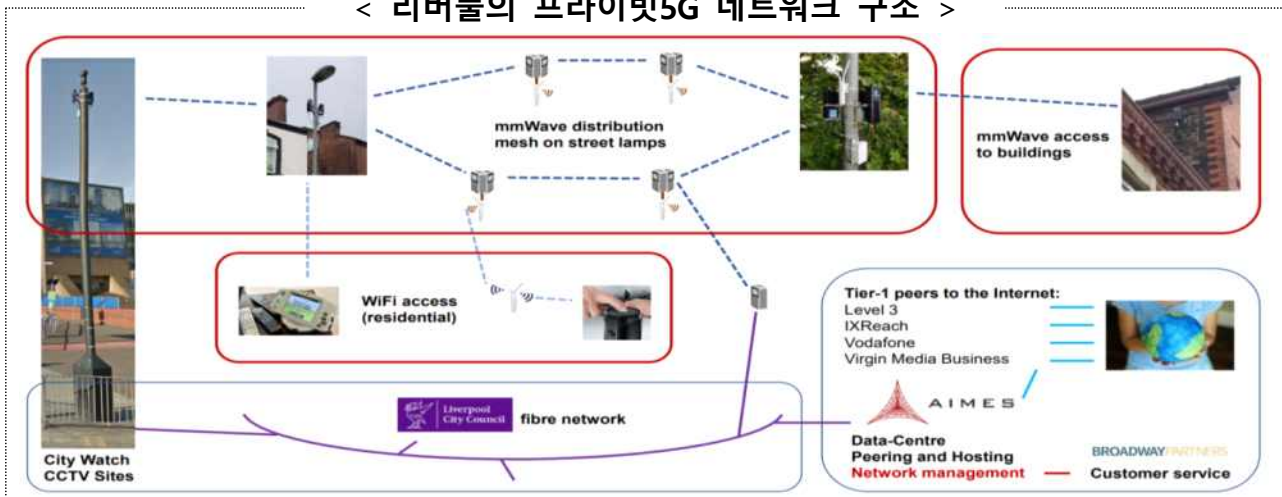 < 리버풀의 프라이빗5G 네트워크 구조 >
mmWave distribution
mesh on street lamps
mmWave access
to buildings
WiFi access
(residential)
Tier-1 peers to the Internet:
Level 3
IXReach
Vodafone
Virgin Media Business
AIMES
Liverpool
City Council
fibre network
Data-Centre
Peering and Hosting
Network management
BROADWAYPARTNERS
Customer service
City Watch
CCTV Sites